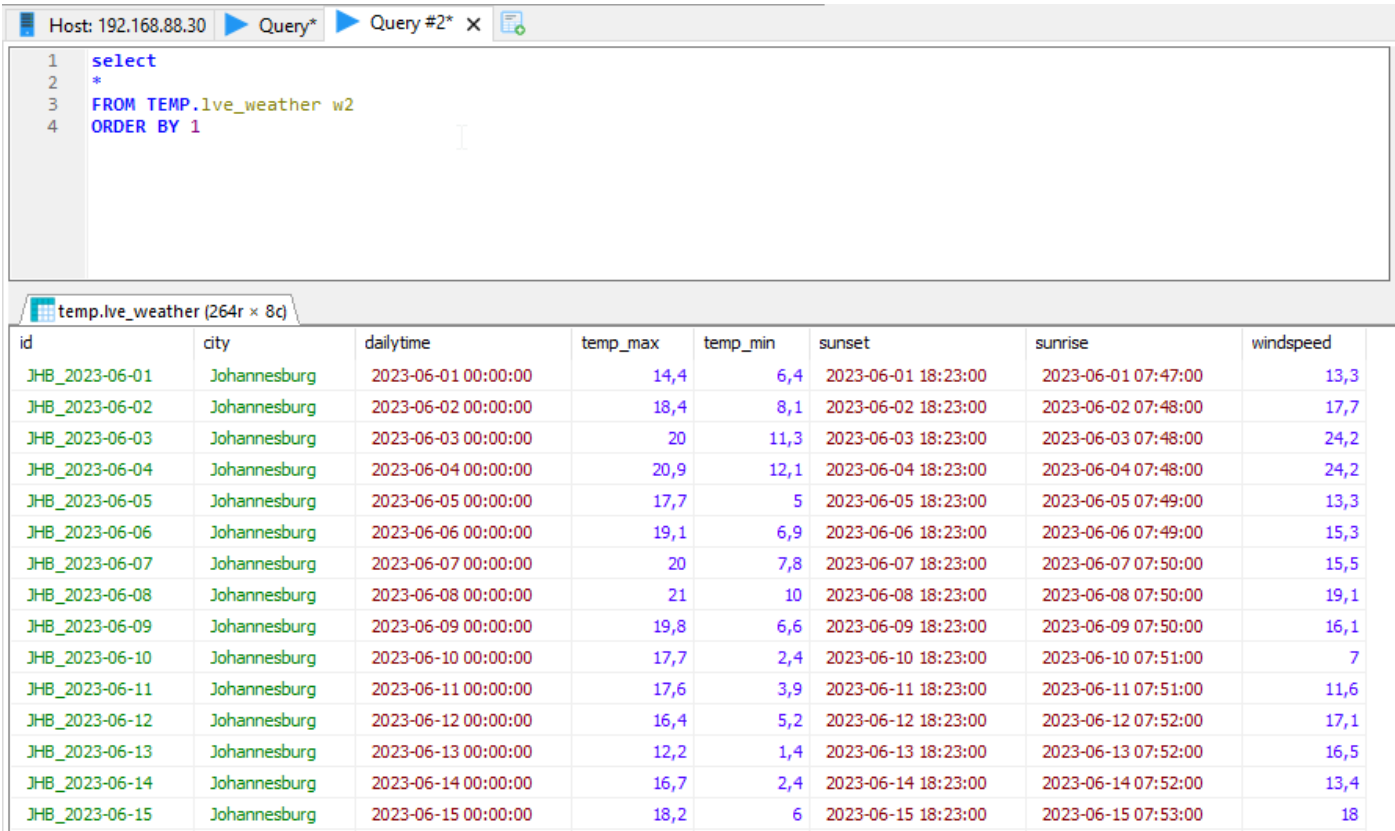 Host: 192.168.88.30 Query* Query #2*
1 select
2 *
3 FROM TEMP.lve_weather w2
4 ORDER BY 1
temp.lve_weather (264r × 8c)
id city dailytime temp_max temp_min sunset sunrise windspeed
JHB_2023-06-01 Johannesburg 2023-06-01 00:00:00 14,4 6,4 2023-06-01 18:23:00 2023-06-01 07:47:00 13,3
JHB_2023-06-02 Johannesburg 2023-06-02 00:00:00 18,4 8,1 2023-06-02 18:23:00 2023-06-02 07:48:00 17,7
JHB_2023-06-03 Johannesburg 2023-06-03 00:00:00 20 11,3 2023-06-03 18:23:00 2023-06-03 07:48:00 24,2
JHB_2023-06-04 Johannesburg 2023-06-04 00:00:00 20,9 12,1 2023-06-04 18:23:00 2023-06-04 07:48:00 24,2
JHB_2023-06-05 Johannesburg 2023-06-05 00:00:00 17,7 5 2023-06-05 18:23:00 2023-06-05 07:49:00 13,3
JHB_2023-06-06 Johannesburg 2023-06-06 00:00:00 19,1 6,9 2023-06-06 18:23:00 2023-06-06 07:49:00 15,3
JHB_2023-06-07 Johannesburg 2023-06-07 00:00:00 20 7,8 2023-06-07 18:23:00 2023-06-07 07:50:00 15,5
JHB_2023-06-08 Johannesburg 2023-06-08 00:00:00 21 10 2023-06-08 18:23:00 2023-06-08 07:50:00 19,1
JHB_2023-06-09 Johannesburg 2023-06-09 00:00:00 19,8 6,6 2023-06-09 18:23:00 2023-06-09 07:50:00 16,1
JHB_2023-06-10 Johannesburg 2023-06-10 00:00:00 17,7 2,4 2023-06-10 18:23:00 2023-06-10 07:51:00 7
JHB_2023-06-11 Johannesburg 2023-06-11 00:00:00 17,6 3,9 2023-06-11 18:23:00 2023-06-11 07:51:00 11,6
JHB_2023-06-12 Johannesburg 2023-06-12 00:00:00 16,4 5,2 2023-06-12 18:23:00 2023-06-12 07:52:00 17,1
JHB_2023-06-13 Johannesburg 2023-06-13 00:00:00 12,2 1,4 2023-06-13 18:23:00 2023-06-13 07:52:00 16,5
JHB_2023-06-14 Johannesburg 2023-06-14 00:00:00 16,7 2,4 2023-06-14 18:23:00 2023-06-14 07:52:00 13,4
JHB_2023-06-15 Johannesburg 2023-06-15 00:00:00 18,2 6 2023-06-15 18:23:00 2023-06-15 07:53:00 18